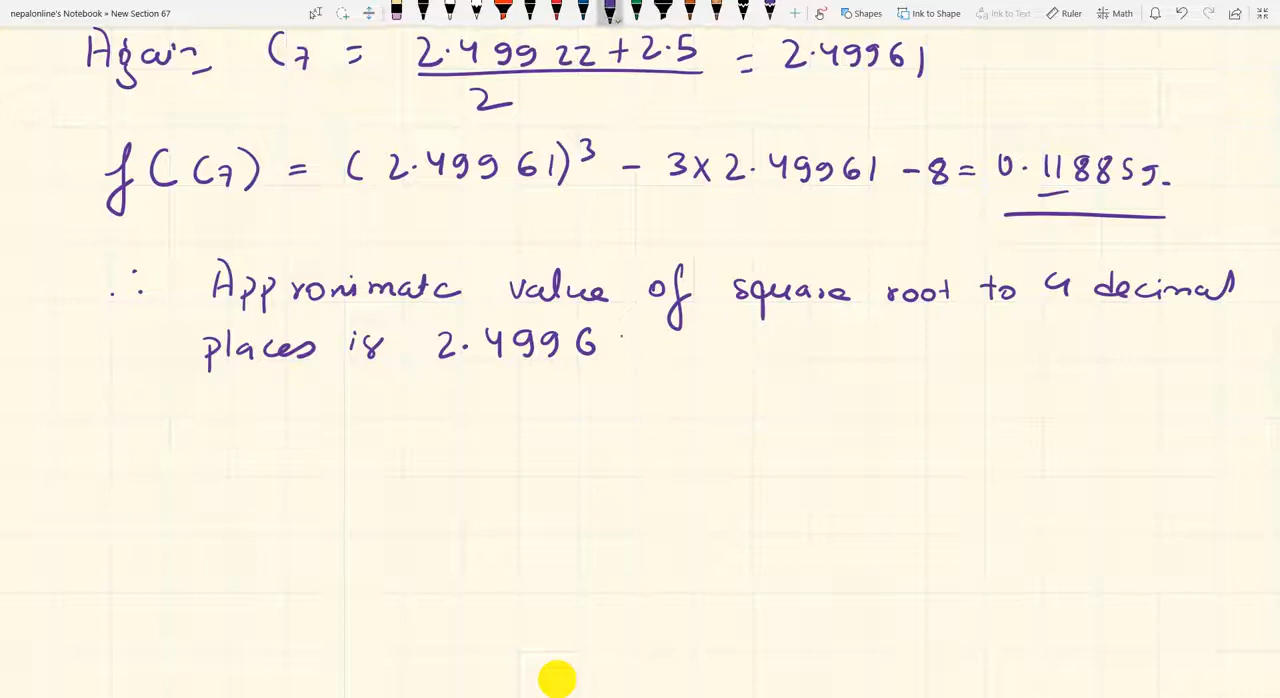 nepalonline's Notebook » New Section 67
Shapes Ink to Shape Ink to Text Ruler Math
Again, C7 = 2.49922+2.5 / 2 = 2.49961
f(C7) = (2.49961)³ - 3×2.49961 - 8 = 0.118855.
∴ Approximate value of square root to 4 decimal
places is 2.4996